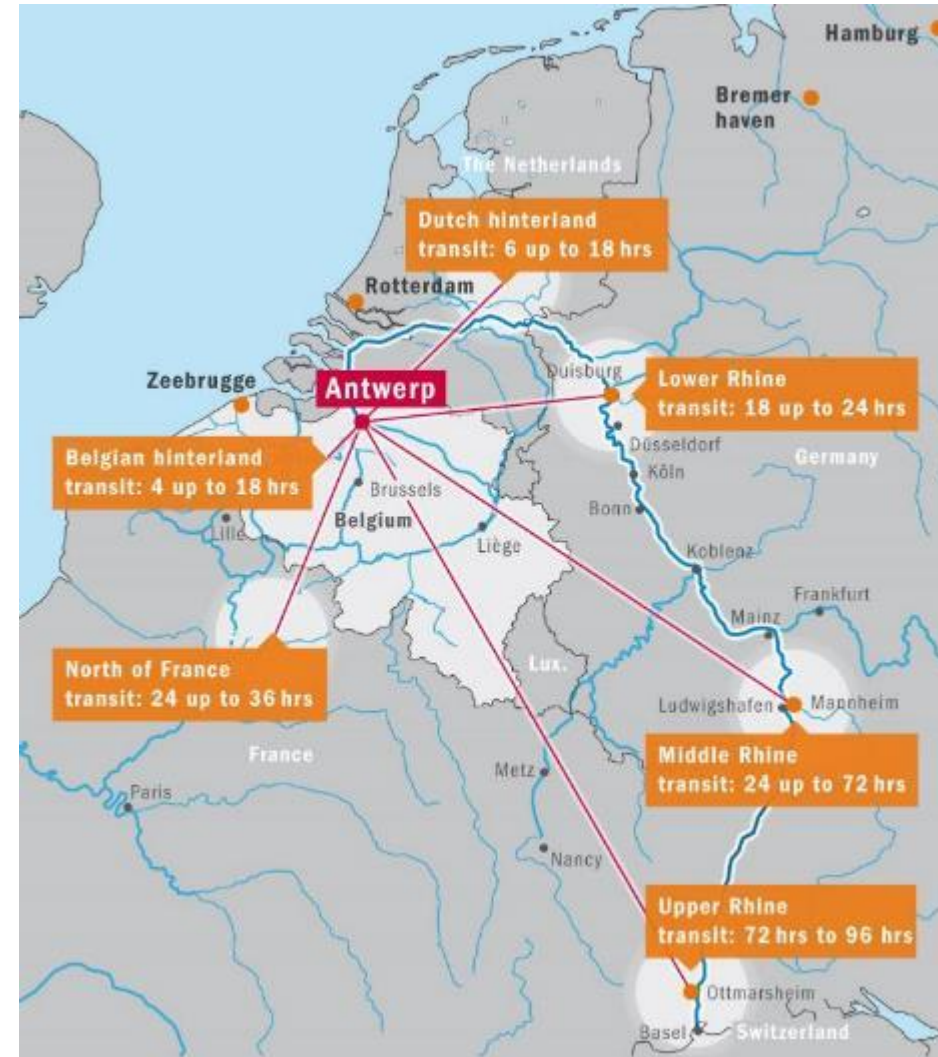 Hamburg
Bremer
haven
The Netherlands
Dutch hinterland
transit: 6 up to 18 hrs
Rotterdam
Duisburg
Zeebrugge
Antwerp
Lower Rhine
transit: 18 up to 24 hrs
Düsseldorf
Germany
Belgian hinterland
transit: 4 up to 18 hrs
Köln
Brussels
Bonn
Belgium
Lille
Liège
Koblenz
Frankfurt
Mainz
North of France
transit: 24 up to 36 hrs
Lux.
Ludwigshafen
Mannheim
France
Middle Rhine
transit: 24 up to 72 hrs
Metz
Paris
Nancy
Upper Rhine
transit: 72 hrs to 96 hrs
Ottmarsheim
Basel
Switzerland